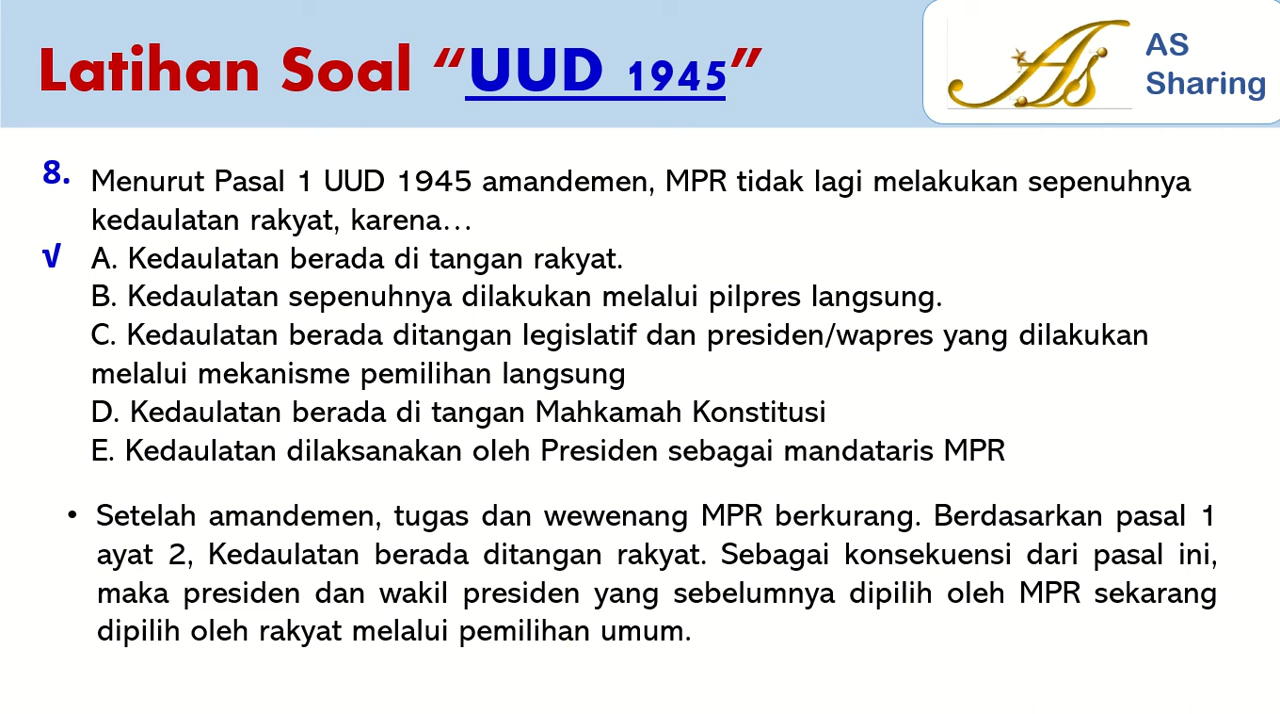 Latihan Soal “UUD 1945”
AS
Sharing
8. Menurut Pasal 1 UUD 1945 amandemen, MPR tidak lagi melakukan sepenuhnya
kedaulatan rakyat, karena...
√ A. Kedaulatan berada di tangan rakyat.
B. Kedaulatan sepenuhnya dilakukan melalui pilpres langsung.
C. Kedaulatan berada ditangan legislatif dan presiden/wapres yang dilakukan
melalui mekanisme pemilihan langsung
D. Kedaulatan berada di tangan Mahkamah Konstitusi
E. Kedaulatan dilaksanakan oleh Presiden sebagai mandataris MPR
• Setelah amandemen, tugas dan wewenang MPR berkurang. Berdasarkan pasal 1
ayat 2, Kedaulatan berada ditangan rakyat. Sebagai konsekuensi dari pasal ini,
maka presiden dan wakil presiden yang sebelumnya dipilih oleh MPR sekarang
dipilih oleh rakyat melalui pemilihan umum.
As